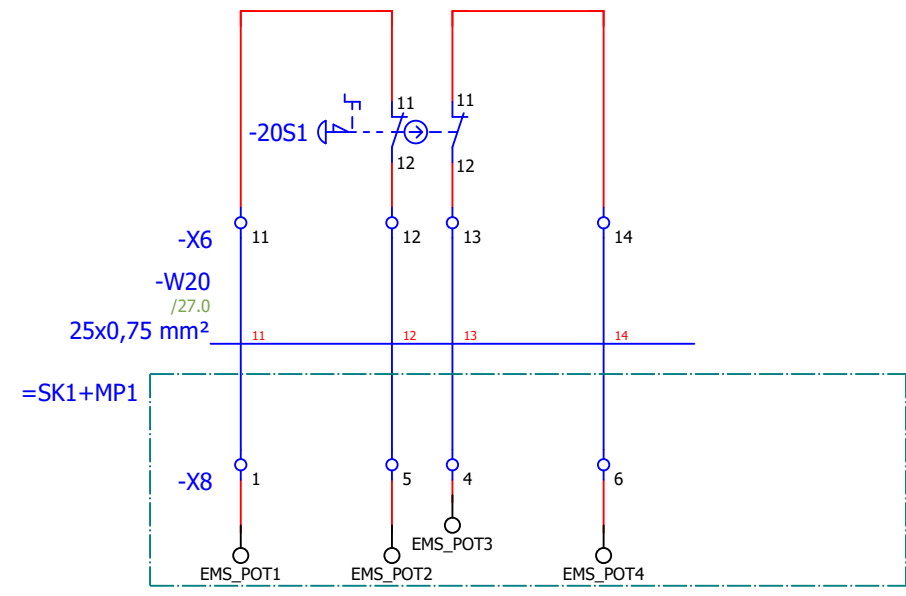 11
11
-20S1
12
12
-X6
11
12
13
14
-W20
/27.0
25x0,75 mm²
11
12
13
14
=SK1+MP1
-X8
1
5
4
6
EMS_POT3
EMS_POT1
EMS_POT2
EMS_POT4